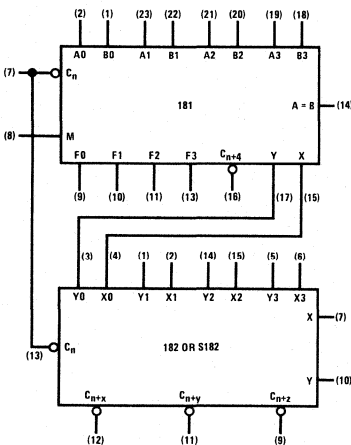 (2) (1) (23) (22) (21) (20) (19) (18)
A0 B0 A1 B1 A2 B2 A3 B3
(7) Cn
181
A = B (14)
(8) M
F0 F1 F2 F3 Cn+4 Y X
(9) (10) (11) (13) (16) (17) (15)
(3) (4) (1) (2) (14) (15) (5) (6)
Y0 X0 Y1 X1 Y2 X2 Y3 X3
X (7)
(13) Cn
182 OR S182
Y (10)
Cn+x Cn+y Cn+z
(12) (11) (9)